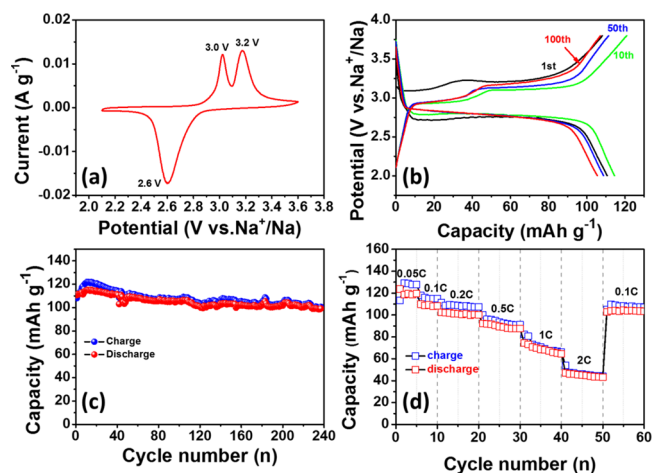 (a)
0.02
0.01
0.00
-0.01
-0.02
Current (A g⁻¹)
3.0 V
3.2 V
2.6 V
2.0 2.2 2.4 2.6 2.8 3.0 3.2 3.4 3.6 3.8
Potential (V vs.Na⁺/Na)
(b)
4.0
3.5
3.0
2.5
2.0
Potential (V vs.Na⁺/Na)
1st
100th
50th
10th
0 20 40 60 80 100 120
Capacity (mAh g⁻¹)
(c)
160
140
120
100
80
60
40
20
0
Capacity (mAh g⁻¹)
Charge
Discharge
0 40 80 120 160 200 240
Cycle number (n)
(d)
160
140
120
100
80
60
40
20
0
Capacity (mAh g⁻¹)
0.05C
0.1C
0.2C
0.5C
1C
2C
0.1C
charge
discharge
0 10 20 30 40 50 60
Cycle number (n)